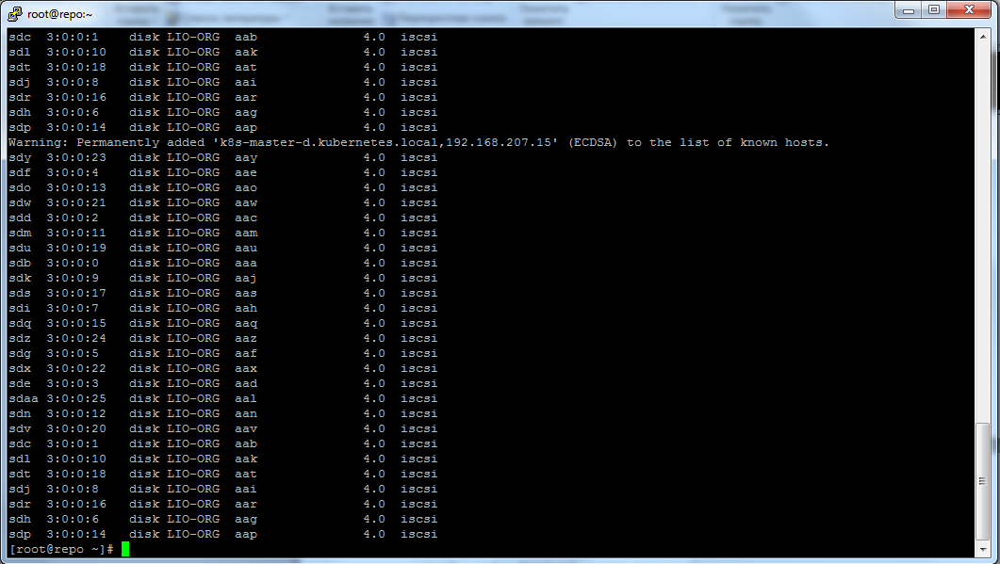 root@repo:~
sdc  3:0:0:1    disk LIO-ORG  aab              4.0  iscsi
sdl  3:0:0:10   disk LIO-ORG  aak              4.0  iscsi
sdt  3:0:0:18   disk LIO-ORG  aat              4.0  iscsi
sdj  3:0:0:8    disk LIO-ORG  aai              4.0  iscsi
sdr  3:0:0:16   disk LIO-ORG  aar              4.0  iscsi
sdh  3:0:0:6    disk LIO-ORG  aag              4.0  iscsi
sdp  3:0:0:14   disk LIO-ORG  aap              4.0  iscsi
Warning: Permanently added 'k8s-master-d.kubernetes.local,192.168.207.15' (ECDSA) to the list of known hosts.
sdy  3:0:0:23   disk LIO-ORG  aay              4.0  iscsi
sdf  3:0:0:4    disk LIO-ORG  aae              4.0  iscsi
sdo  3:0:0:13   disk LIO-ORG  aao              4.0  iscsi
sdw  3:0:0:21   disk LIO-ORG  aaw              4.0  iscsi
sdd  3:0:0:2    disk LIO-ORG  aac              4.0  iscsi
sdm  3:0:0:11   disk LIO-ORG  aam              4.0  iscsi
sdu  3:0:0:19   disk LIO-ORG  aau              4.0  iscsi
sdb  3:0:0:0    disk LIO-ORG  aaa              4.0  iscsi
sdk  3:0:0:9    disk LIO-ORG  aaj              4.0  iscsi
sds  3:0:0:17   disk LIO-ORG  aas              4.0  iscsi
sdi  3:0:0:7    disk LIO-ORG  aah              4.0  iscsi
sdq  3:0:0:15   disk LIO-ORG  aaq              4.0  iscsi
sdz  3:0:0:24   disk LIO-ORG  aaz              4.0  iscsi
sdg  3:0:0:5    disk LIO-ORG  aaf              4.0  iscsi
sdx  3:0:0:22   disk LIO-ORG  aax              4.0  iscsi
sde  3:0:0:3    disk LIO-ORG  aad              4.0  iscsi
sdaa 3:0:0:25   disk LIO-ORG  aal              4.0  iscsi
sdn  3:0:0:12   disk LIO-ORG  aan              4.0  iscsi
sdv  3:0:0:20   disk LIO-ORG  aav              4.0  iscsi
sdc  3:0:0:1    disk LIO-ORG  aab              4.0  iscsi
sdl  3:0:0:10   disk LIO-ORG  aak              4.0  iscsi
sdt  3:0:0:18   disk LIO-ORG  aat              4.0  iscsi
sdj  3:0:0:8    disk LIO-ORG  aai              4.0  iscsi
sdr  3:0:0:16   disk LIO-ORG  aar              4.0  iscsi
sdh  3:0:0:6    disk LIO-ORG  aag              4.0  iscsi
sdp  3:0:0:14   disk LIO-ORG  aap              4.0  iscsi
[root@repo ~]#